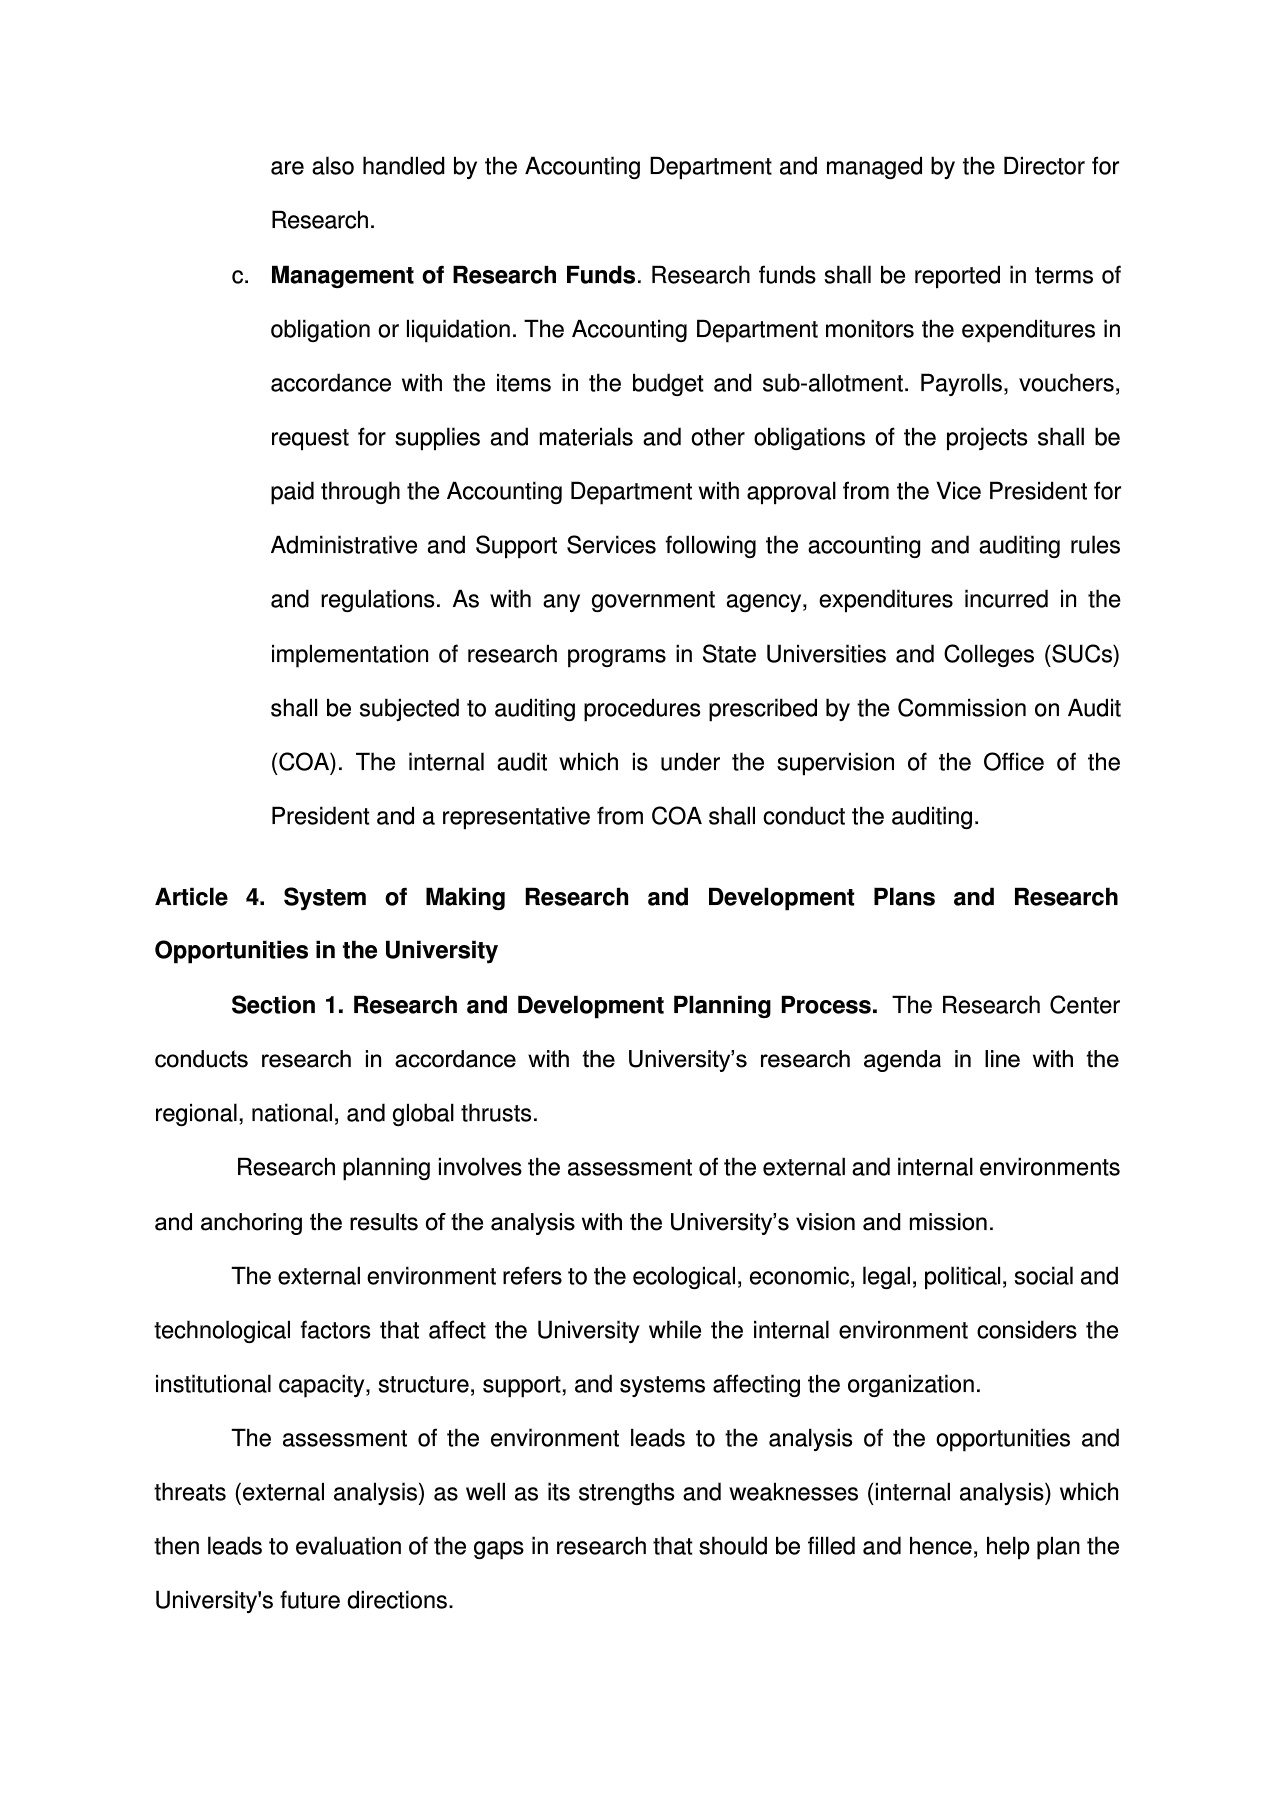 are also handled by the Accounting Department and managed by the Director for
Research.
c. Management of Research Funds. Research funds shall be reported in terms of
obligation or liquidation. The Accounting Department monitors the expenditures in
accordance with the items in the budget and sub-allotment. Payrolls, vouchers,
request for supplies and materials and other obligations of the projects shall be
paid through the Accounting Department with approval from the Vice President for
Administrative and Support Services following the accounting and auditing rules
and regulations. As with any government agency, expenditures incurred in the
implementation of research programs in State Universities and Colleges (SUCs)
shall be subjected to auditing procedures prescribed by the Commission on Audit
(COA). The internal audit which is under the supervision of the Office of the
President and a representative from COA shall conduct the auditing.
Article 4. System of Making Research and Development Plans and Research
Opportunities in the University
Section 1. Research and Development Planning Process. The Research Center
conducts research in accordance with the University’s research agenda in line with the
regional, national, and global thrusts.
Research planning involves the assessment of the external and internal environments
and anchoring the results of the analysis with the University’s vision and mission.
The external environment refers to the ecological, economic, legal, political, social and
technological factors that affect the University while the internal environment considers the
institutional capacity, structure, support, and systems affecting the organization.
The assessment of the environment leads to the analysis of the opportunities and
threats (external analysis) as well as its strengths and weaknesses (internal analysis) which
then leads to evaluation of the gaps in research that should be filled and hence, help plan the
University's future directions.